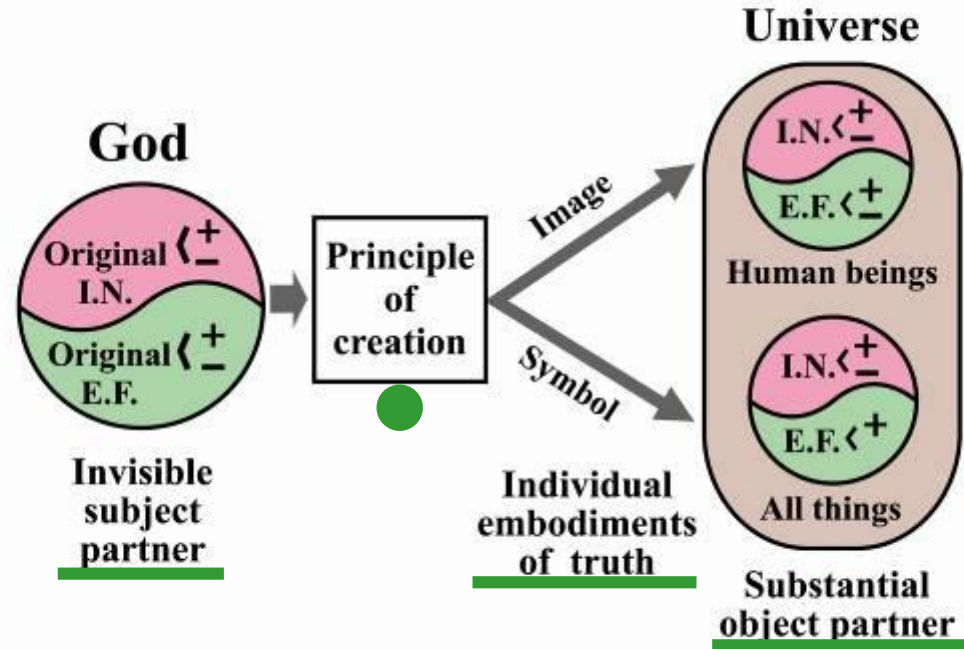 God
Original < + −
I.N.
Original < + −
E.F.
Invisible
subject
partner
Principle
of
creation
Image
Symbol
Individual
embodiments
of truth
Universe
I.N. < + −
E.F. < + −
Human beings
I.N. < + −
E.F. < +
All things
Substantial
object partner